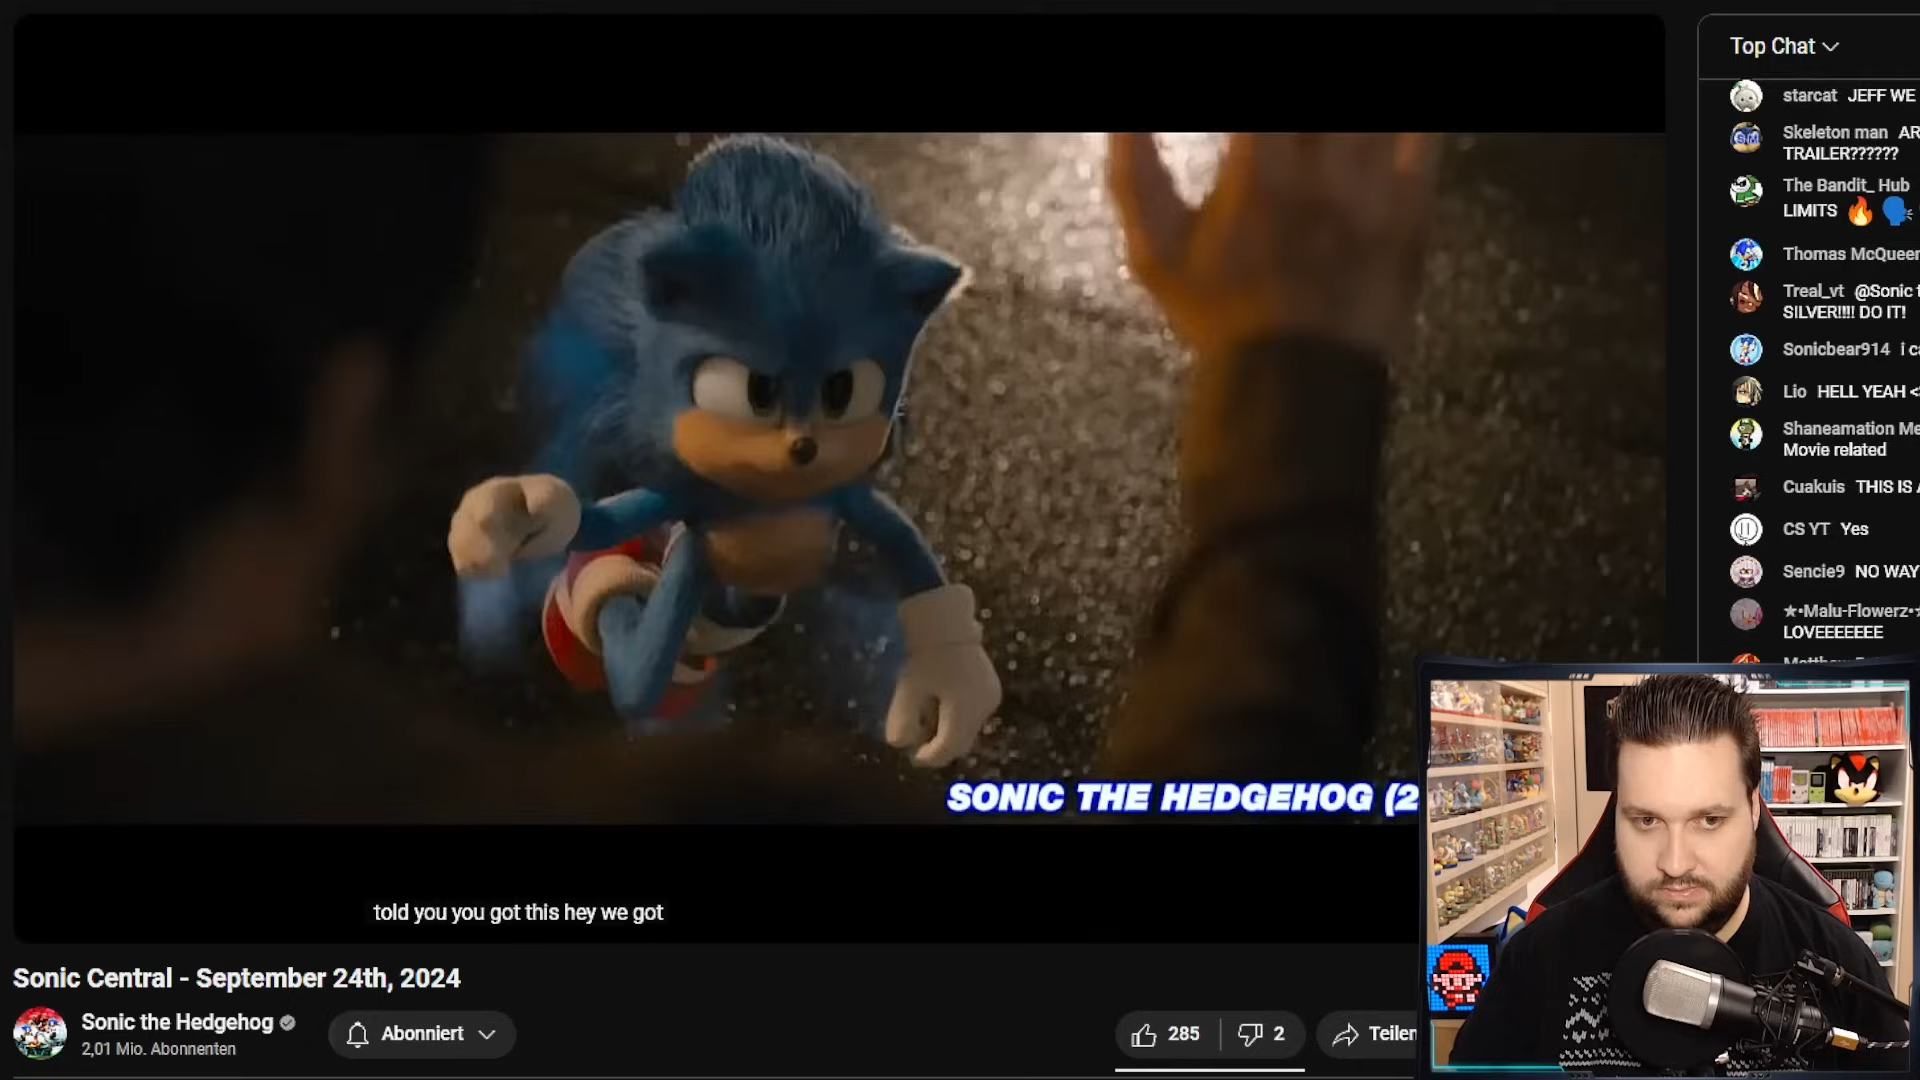 Top Chat
starcat JEFF WE
Skeleton man AR
TRAILER??????
The Bandit_ Hub
LIMITS
Thomas McQueen
Treal_vt @Sonic t
SILVER!!!! DO IT!
Sonicbear914 i ca
Lio HELL YEAH <
Shaneamation Me
Movie related
Cuakuis THIS IS A
CS YT Yes
Sencie9 NO WAY
★•Malu-Flowerz•
LOVEEEEEEE
SONIC THE HEDGEHOG (2
told you you got this hey we got
Sonic Central - September 24th, 2024
Sonic the Hedgehog
2,01 Mio. Abonnenten
Abonniert
285
2
Teilen